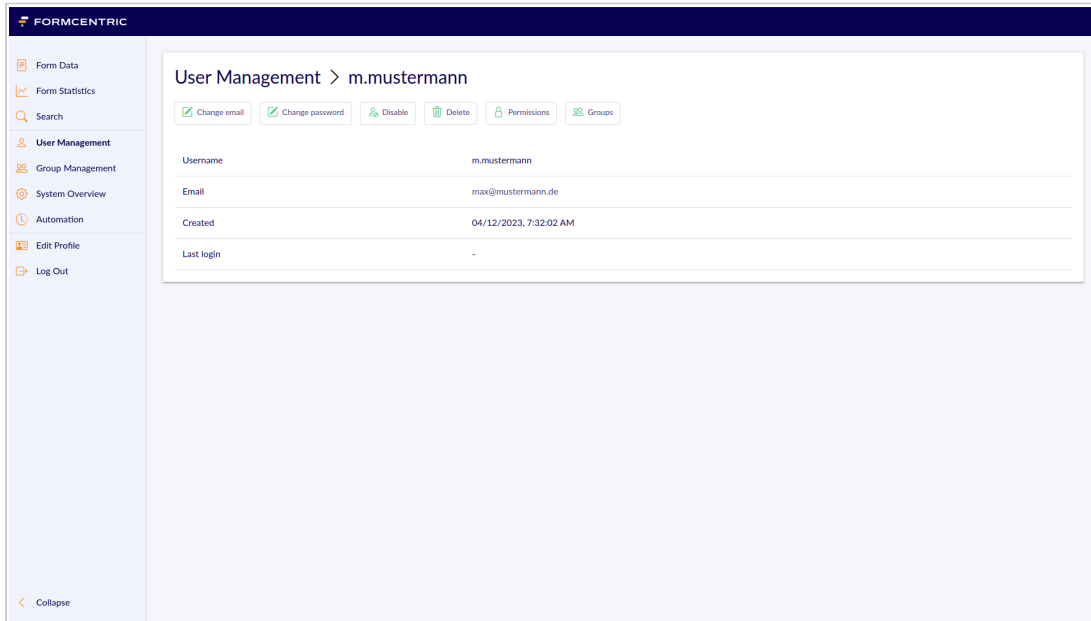 FORMCENTRIC
Form Data
Form Statistics
Search
User Management
Group Management
System Overview
Automation
Edit Profile
Log Out
Collapse
User Management > m.mustermann
Change email Change password Disable Delete Permissions Groups
Username m.mustermann
Email max@mustermann.de
Created 04/12/2023, 7:32:02 AM
Last login -